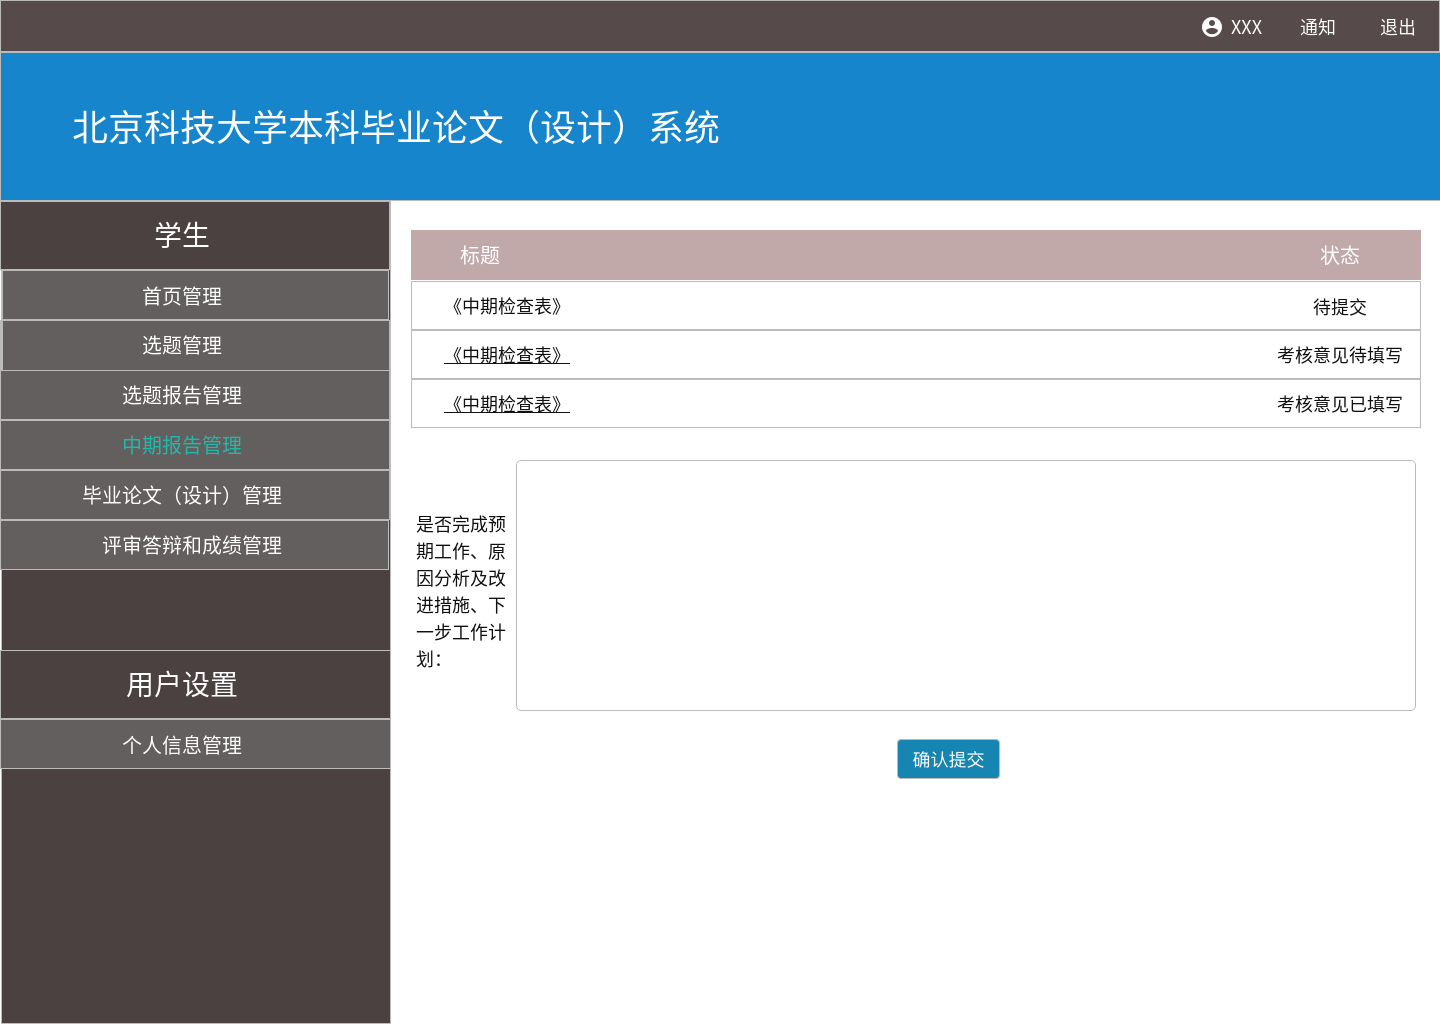 XXX 通知 退出
北京科技大学本科毕业论文（设计）系统
学生
首页管理
选题管理
选题报告管理
中期报告管理
毕业论文（设计）管理
评审答辩和成绩管理
用户设置
个人信息管理
标题 状态
《中期检查表》 待提交
《中期检查表》 考核意见待填写
《中期检查表》 考核意见已填写
是否完成预
期工作、原
因分析及改
进措施、下
一步工作计
划：
确认提交